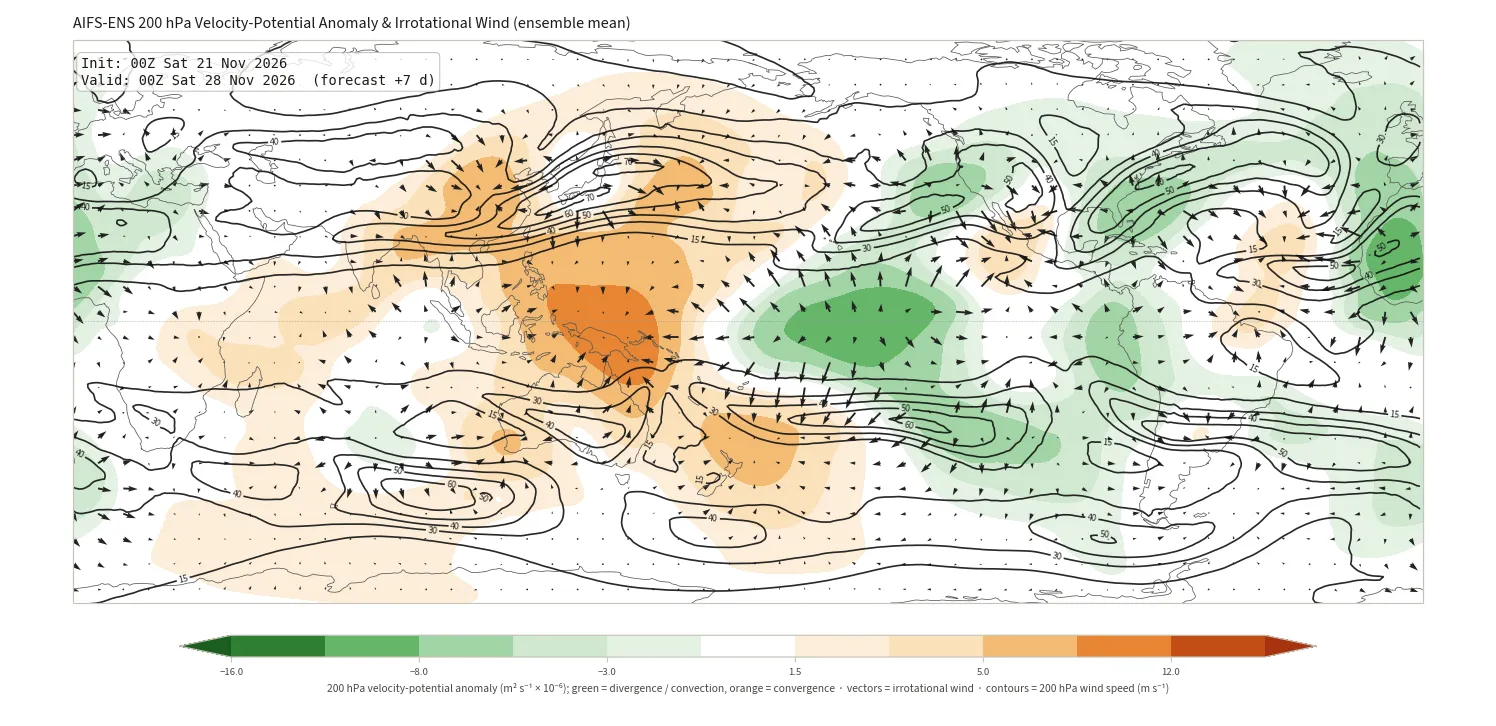 AIFS-ENS 200 hPa Velocity-Potential Anomaly & Irrotational Wind (ensemble mean)
Init: 00Z Sat 21 Nov 2026
Valid: 00Z Sat 28 Nov 2026 (forecast +7 d)
−16.0 −8.0 −3.0 1.5 5.0 12.0
200 hPa velocity-potential anomaly (m² s⁻¹ × 10⁻⁶); green = divergence / convection, orange = convergence · vectors = irrotational wind · contours = 200 hPa wind speed (m s⁻¹)